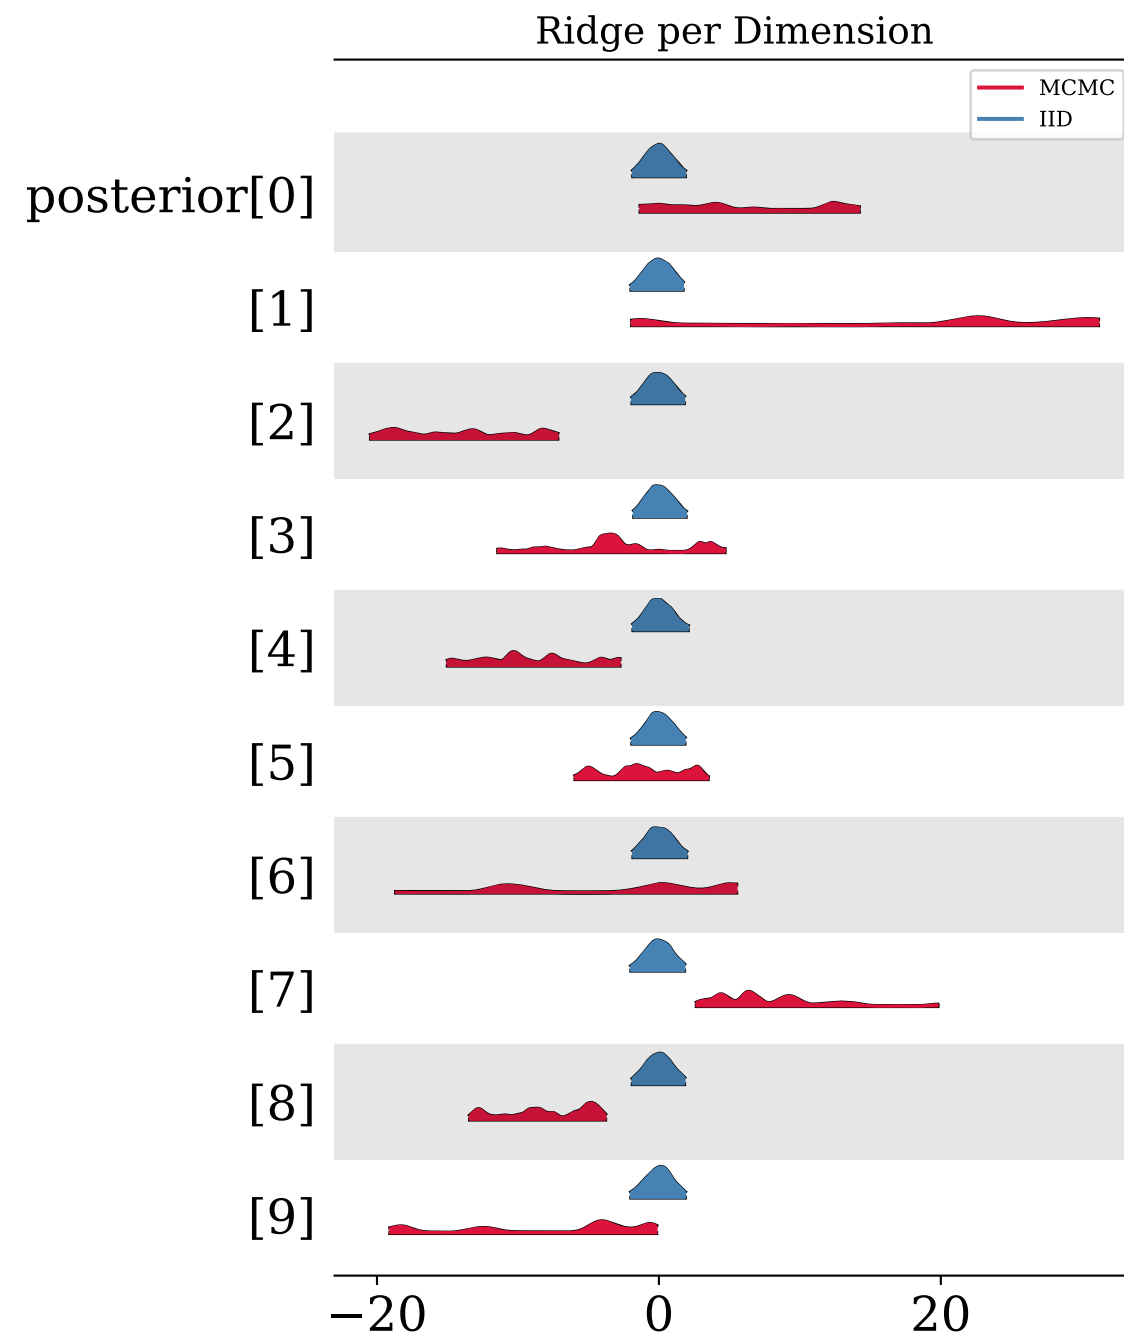 Ridge per Dimension
MCMC
IID
posterior[0]
[1]
[2]
[3]
[4]
[5]
[6]
[7]
[8]
[9]
−20 0 20